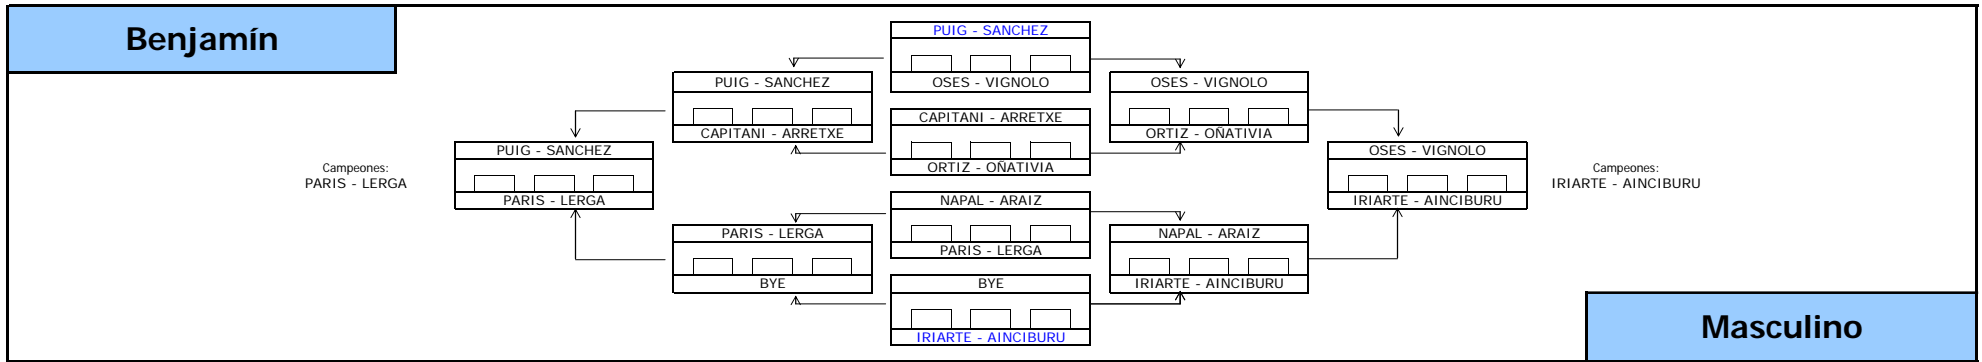 Benjamín
PUIG - SANCHEZ
OSES - VIGNOLO
PUIG - SANCHEZ
CAPITANI - ARRETXE
OSES - VIGNOLO
ORTIZ - OÑATIVIA
CAPITANI - ARRETXE
ORTIZ - OÑATIVIA
PUIG - SANCHEZ
PARIS - LERGA
OSES - VIGNOLO
IRIARTE - AINCIBURU
Campeones:
PARIS - LERGA
Campeones:
IRIARTE - AINCIBURU
NAPAL - ARAIZ
PARIS - LERGA
PARIS - LERGA
BYE
NAPAL - ARAIZ
IRIARTE - AINCIBURU
BYE
IRIARTE - AINCIBURU
Masculino